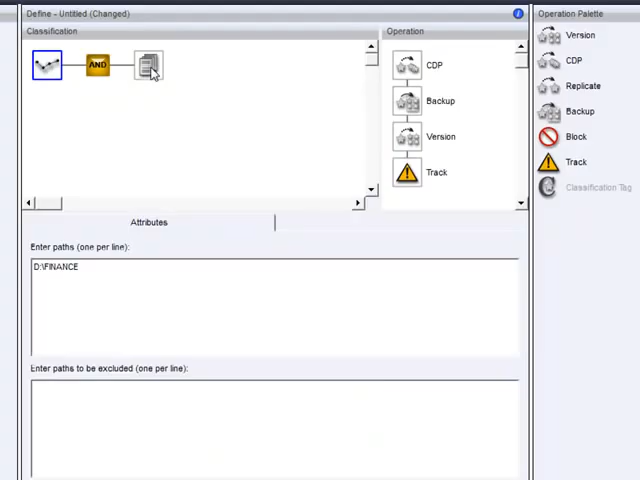 Define - Untitled (Changed)
Classification
AND
Operation
CDP
Backup
Version
Track
Operation Palette
Version
CDP
Replicate
Backup
Block
Track
Classification Tag
Attributes
Enter paths (one per line):
D:\FINANCE
Enter paths to be excluded (one per line):